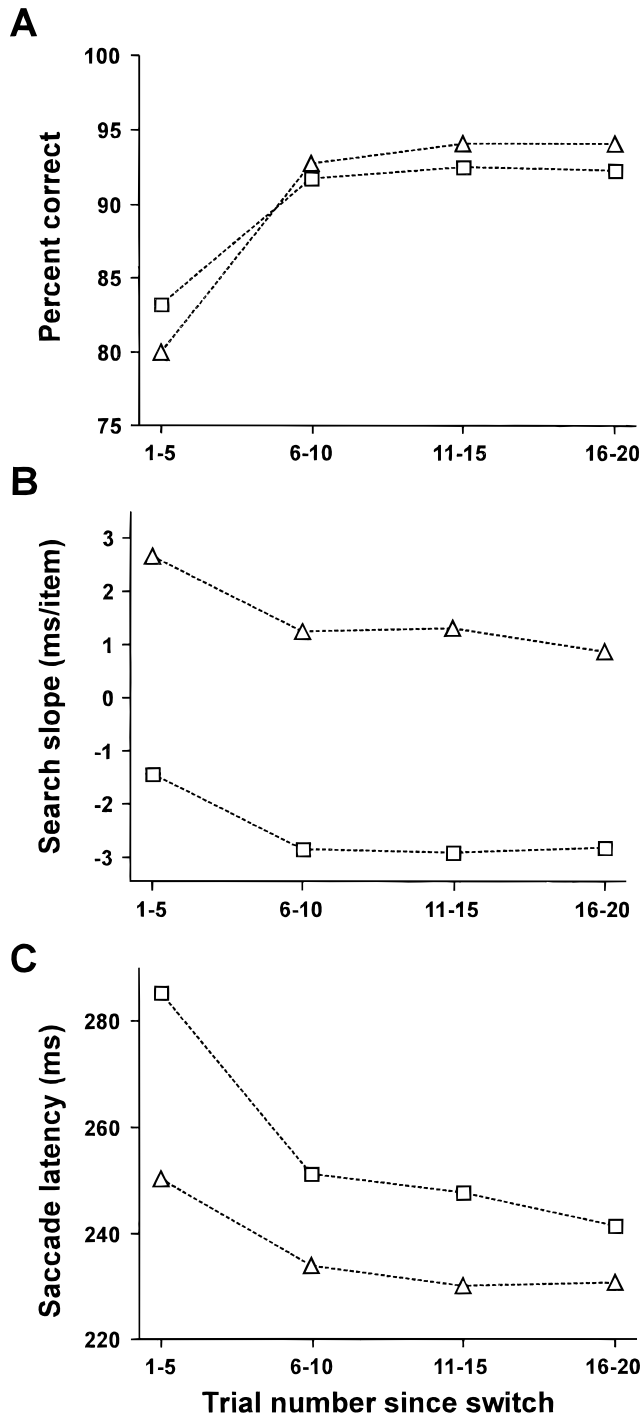 A
100
95
90
85
80
75
Percent correct
1-5 6-10 11-15 16-20
B
3
2
1
0
-1
-2
-3
Search slope (ms/item)
1-5 6-10 11-15 16-20
C
280
260
240
220
Saccade latency (ms)
1-5 6-10 11-15 16-20
Trial number since switch